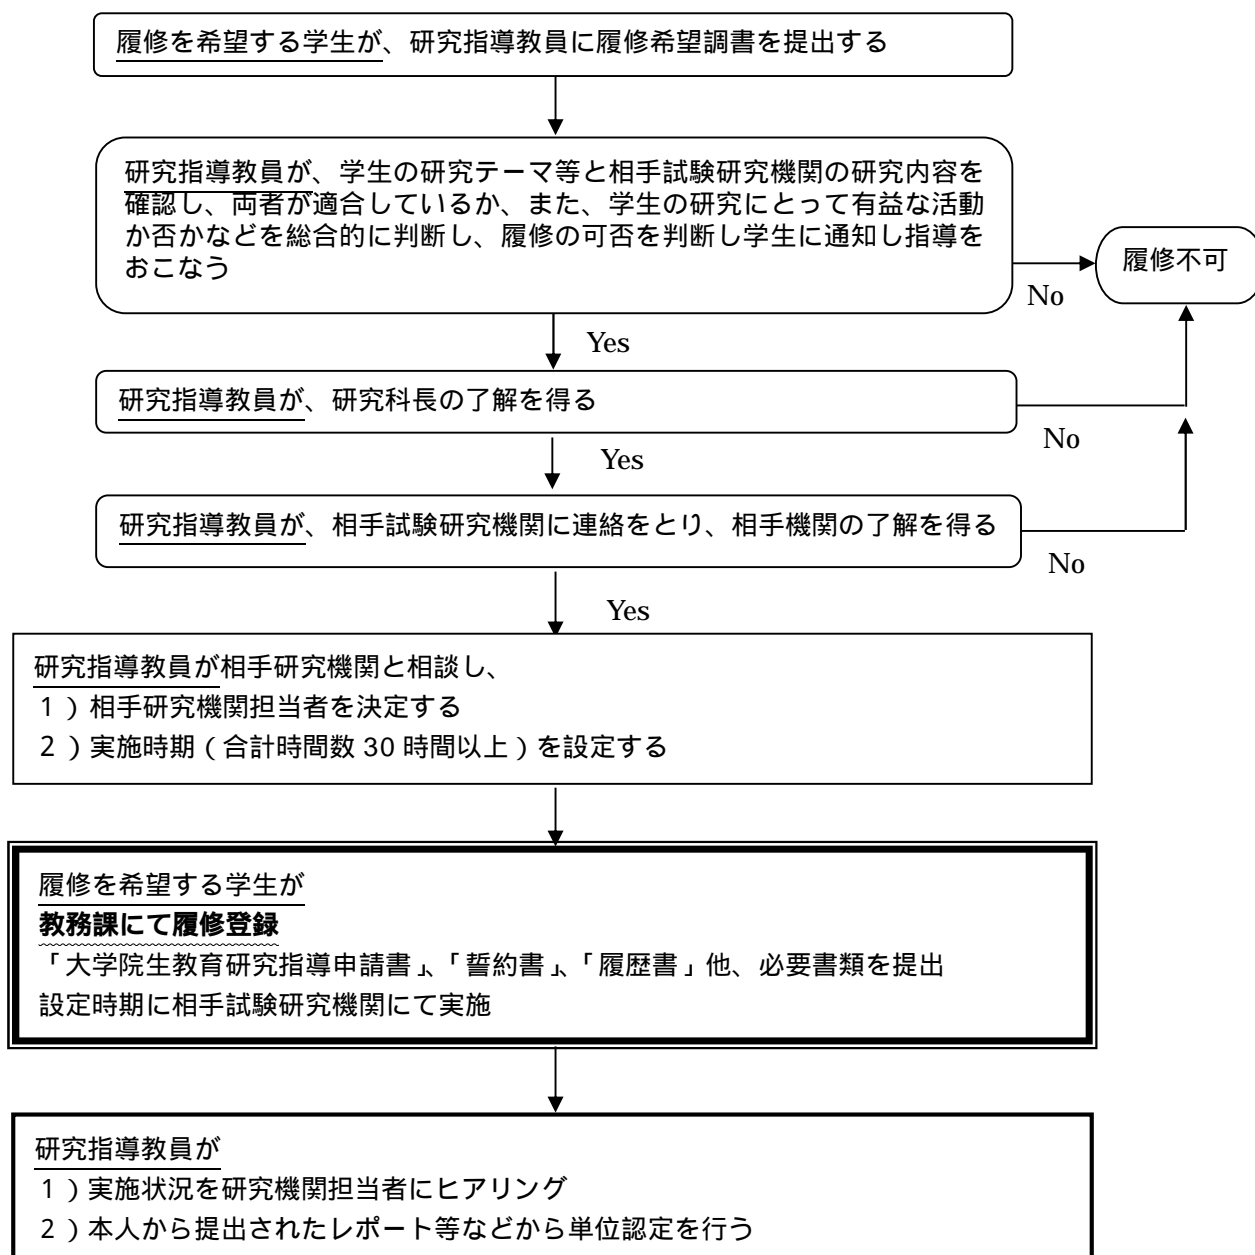 履修を希望する学生が、研究指導教員に履修希望調書を提出する
研究指導教員が、学生の研究テーマ等と相手試験研究機関の研究内容を
確認し、両者が適合しているか、また、学生の研究にとって有益な活動
か否かなどを総合的に判断し、履修の可否を判断し学生に通知し指導を
おこなう
履修不可
No
Yes
研究指導教員が、研究科長の了解を得る
No
Yes
研究指導教員が、相手試験研究機関に連絡をとり、相手機関の了解を得る
No
Yes
研究指導教員が相手研究機関と相談し、
1）相手研究機関担当者を決定する
2）実施時期（合計時間数 30 時間以上）を設定する
履修を希望する学生が
教務課にて履修登録
「大学院生教育研究指導申請書」、「誓約書」、「履歴書」他、必要書類を提出
設定時期に相手試験研究機関にて実施
研究指導教員が
1）実施状況を研究機関担当者にヒアリング
2）本人から提出されたレポート等などから単位認定を行う